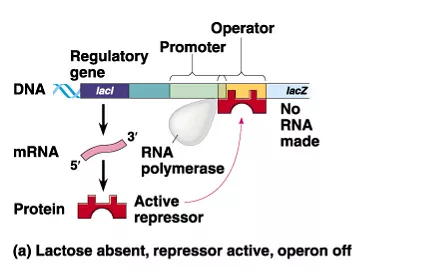 Operator
Promoter
Regulatory
gene
DNA
lacI
lacZ
No
RNA
made
mRNA
5′
3′
RNA
polymerase
Protein
Active
repressor
(a) Lactose absent, repressor active, operon off